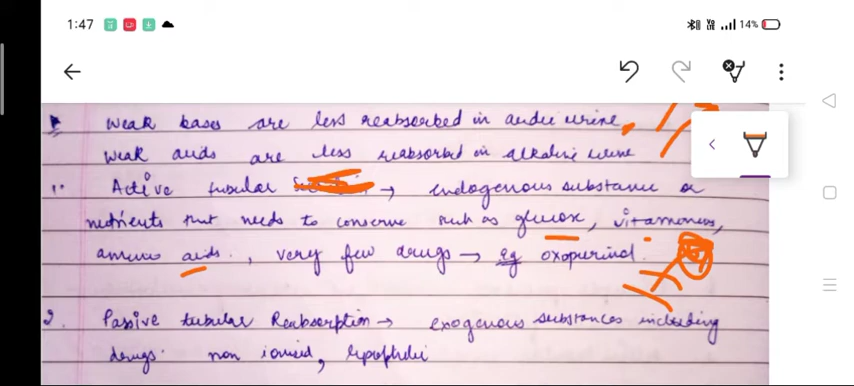 1:47
14%
Weak bases are less reabsorbed in acidic urine,
weak acids are less reabsorbed in alkaline urine
1. Active tubular → endogenous substance or
nutrients that needs to conserve such as glucose, vitamines,
amino acids, very few drugs → eg oxopurinol.
2. Passive tubular Reabsorption → exogenous substances including
drugs. non ionised, lipophilic